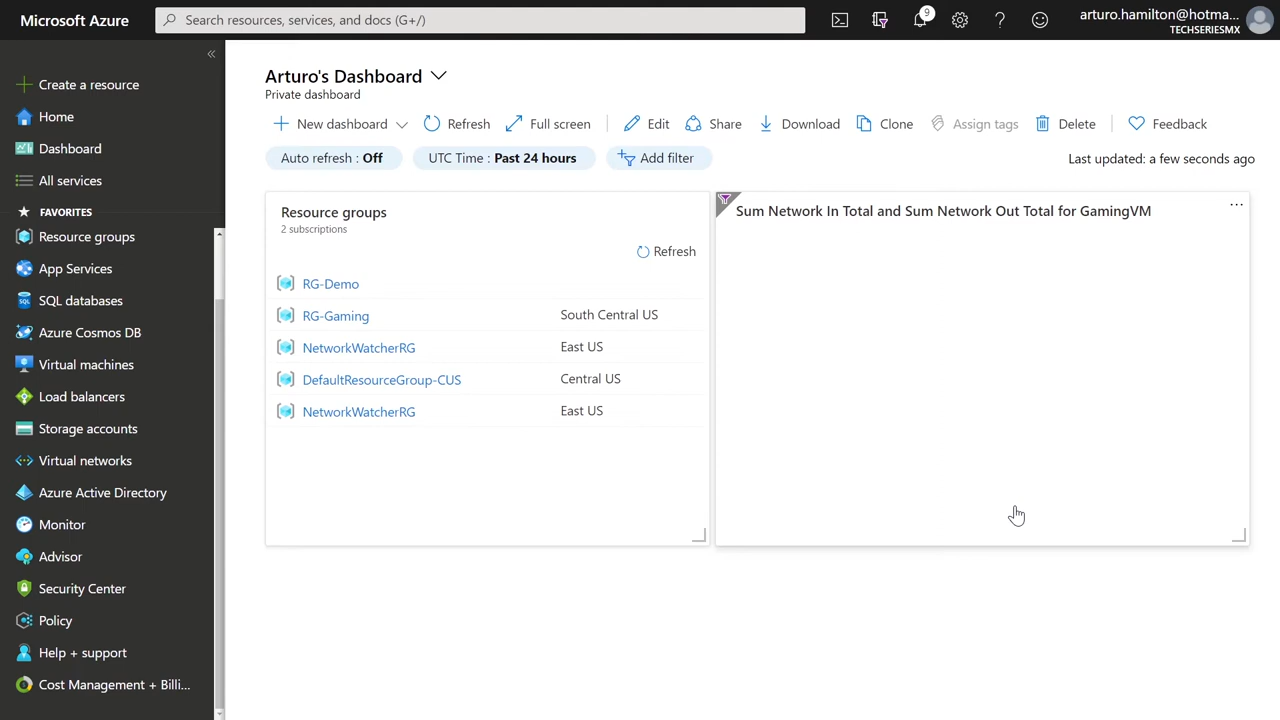 Microsoft Azure
Search resources, services, and docs (G+/)
9
arturo.hamilton@hotma...
TECHSERIESMX
«
Create a resource
Home
Dashboard
All services
FAVORITES
Resource groups
App Services
SQL databases
Azure Cosmos DB
Virtual machines
Load balancers
Storage accounts
Virtual networks
Azure Active Directory
Monitor
Advisor
Security Center
Policy
Help + support
Cost Management + Billi...
Arturo's Dashboard
Private dashboard
New dashboard
Refresh
Full screen
Edit
Share
Download
Clone
Assign tags
Delete
Feedback
Auto refresh : Off
UTC Time : Past 24 hours
Add filter
Last updated: a few seconds ago
Resource groups
2 subscriptions
Refresh
RG-Demo
RG-Gaming South Central US
NetworkWatcherRG East US
DefaultResourceGroup-CUS Central US
NetworkWatcherRG East US
Sum Network In Total and Sum Network Out Total for GamingVM
...